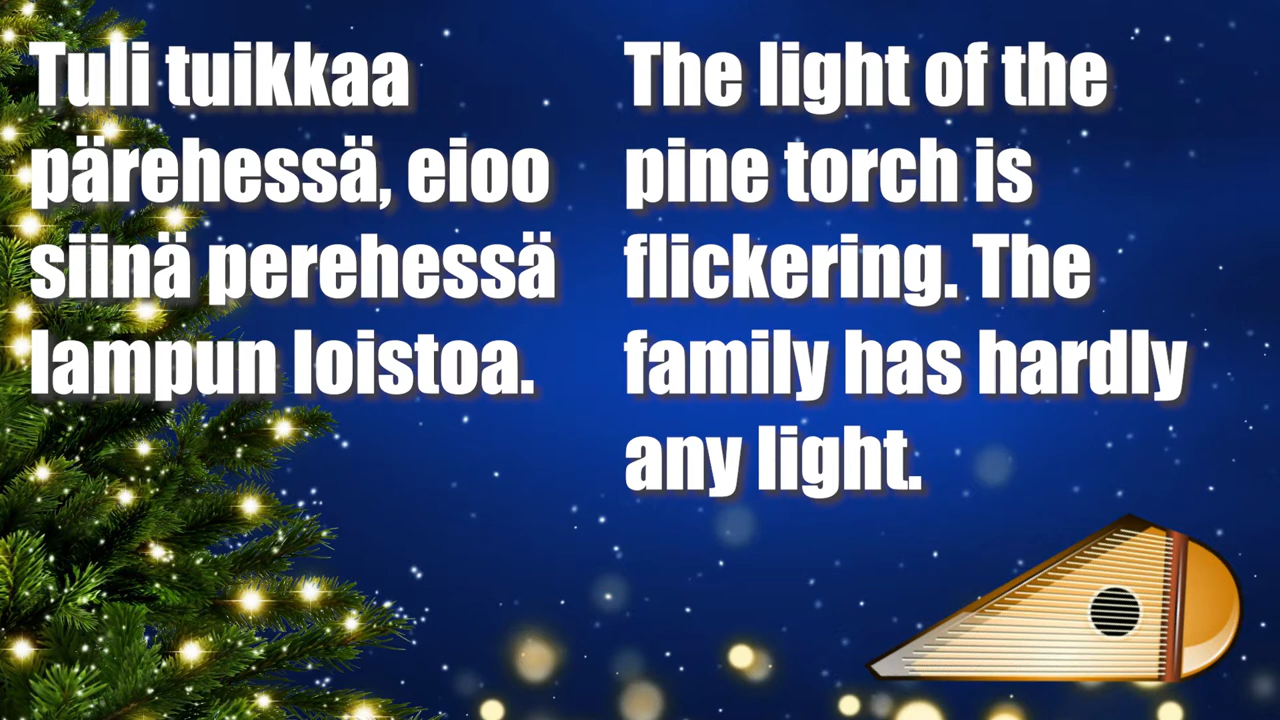 Tuli tuikkaa
pärehessä, eioo
siinä perehessä
lampun loistoa.
The light of the
pine torch is
flickering. The
family has hardly
any light.